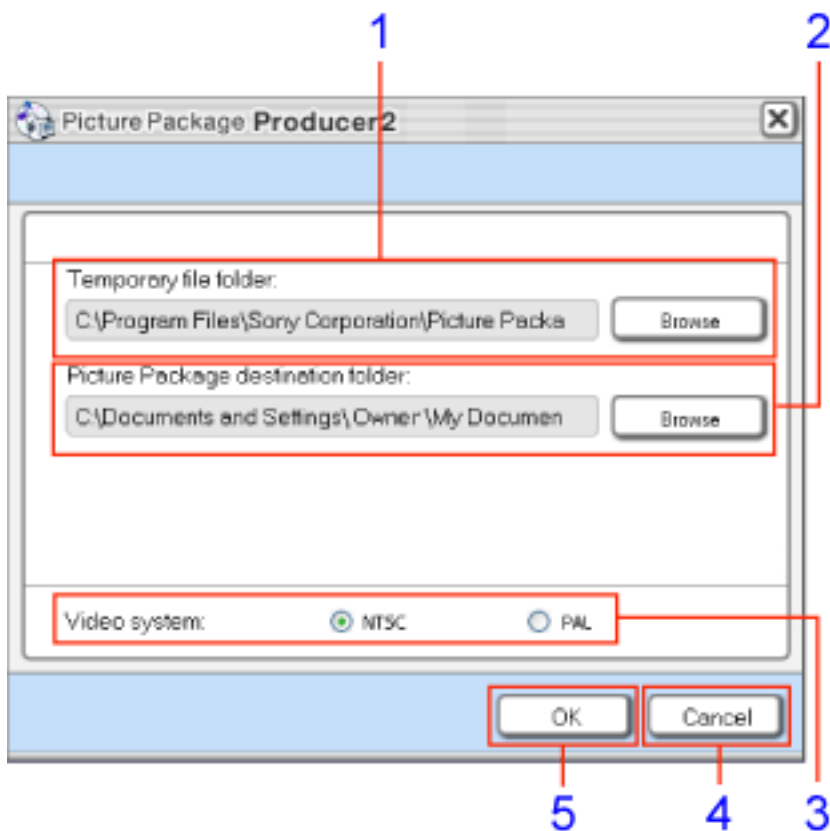 1
2
Picture Package Producer2
Temporary file folder:
C:\Program Files\Sony Corporation\Picture Packa
Browse
Picture Package destination folder:
C:\Documents and Settings\Owner\My Documen
Browse
Video system:
NTSC
PAL
OK
Cancel
5
4
3